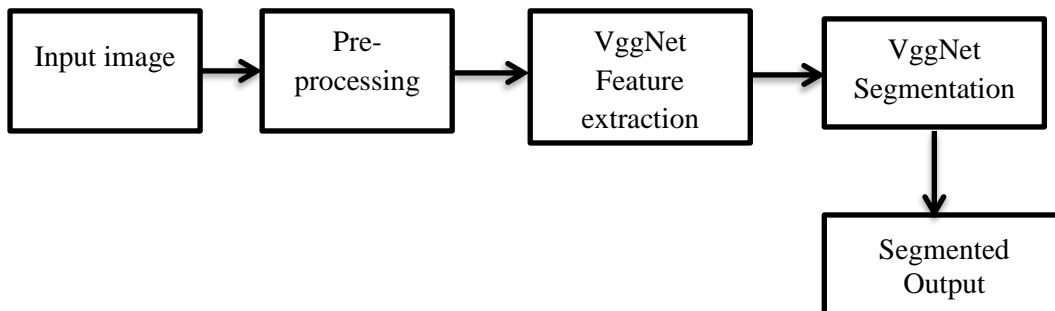 Input image
Pre-
processing
VggNet
Feature
extraction
VggNet
Segmentation
Segmented
Output